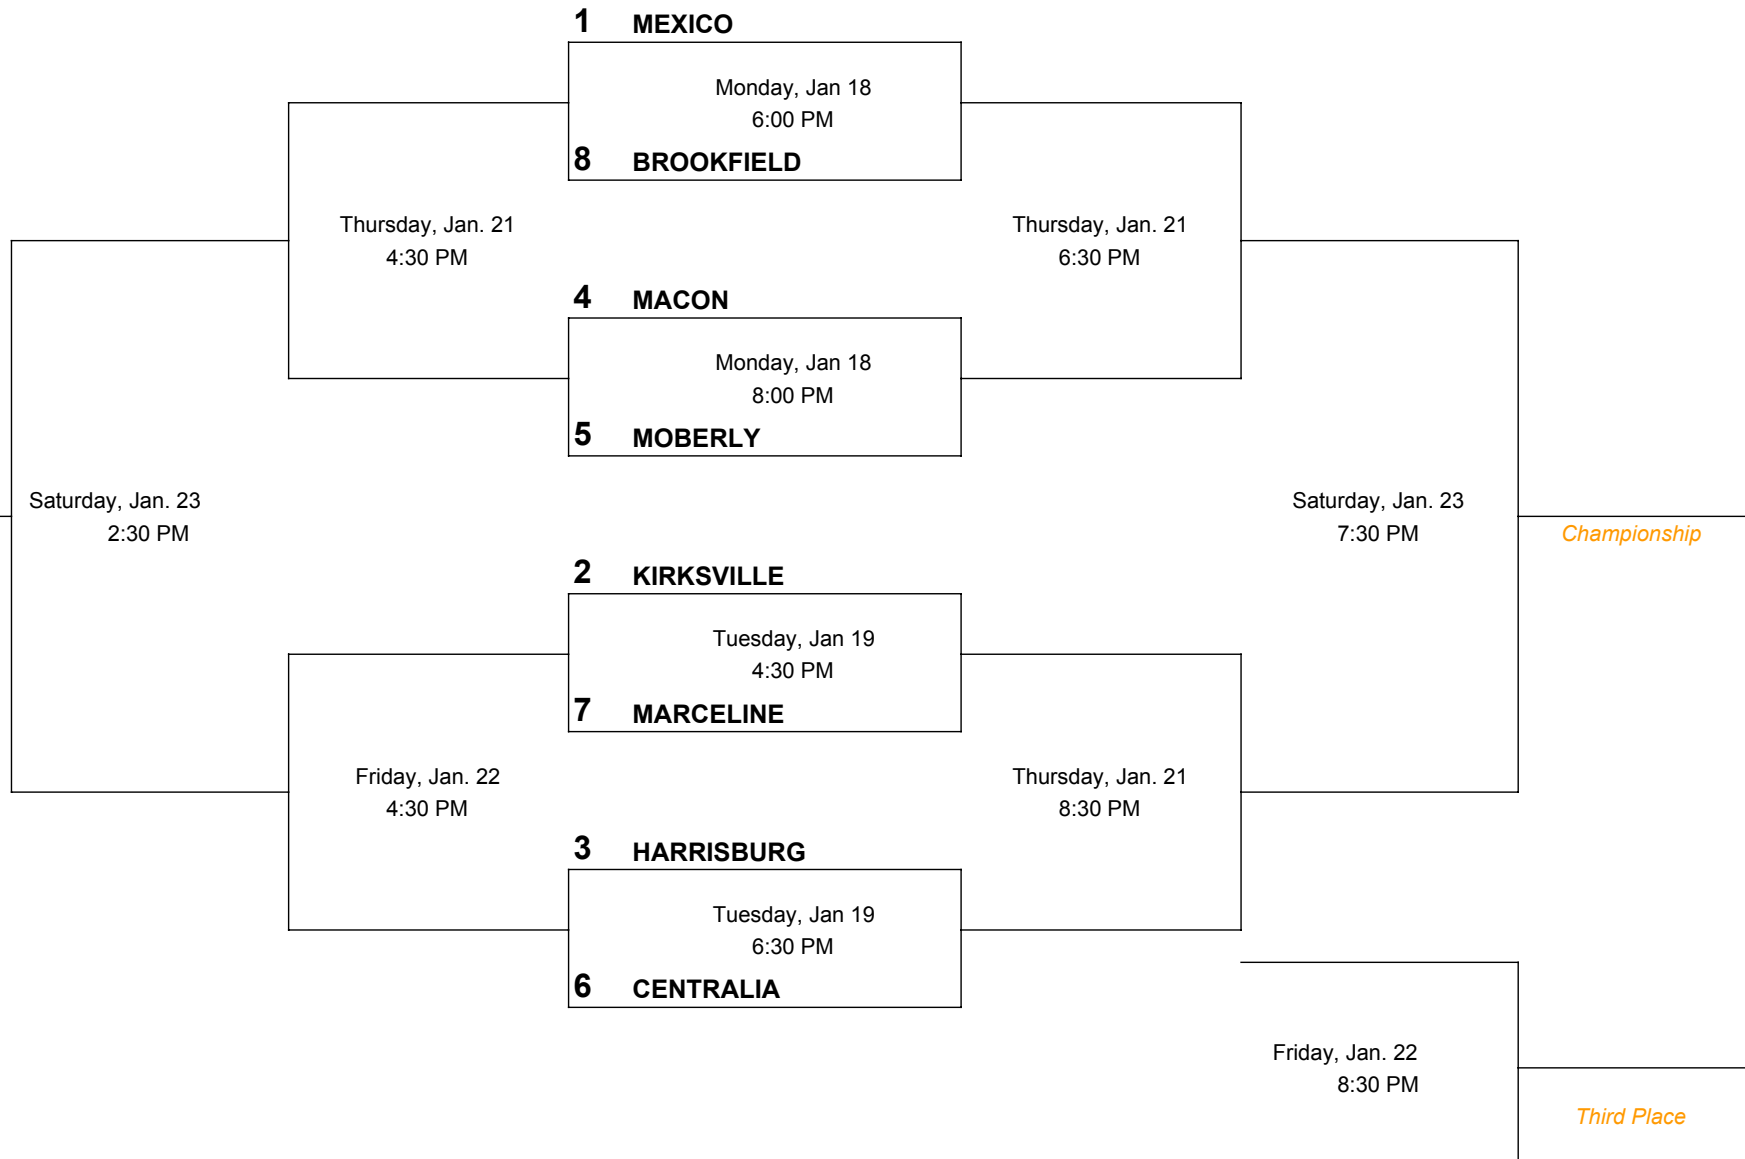 1 MEXICO
Monday, Jan 18
6:00 PM
8 BROOKFIELD
Thursday, Jan. 21
4:30 PM
Thursday, Jan. 21
6:30 PM
4 MACON
Monday, Jan 18
8:00 PM
5 MOBERLY
Saturday, Jan. 23
2:30 PM
Saturday, Jan. 23
7:30 PM
Championship
2 KIRKSVILLE
Tuesday, Jan 19
4:30 PM
7 MARCELINE
Friday, Jan. 22
4:30 PM
Thursday, Jan. 21
8:30 PM
3 HARRISBURG
Tuesday, Jan 19
6:30 PM
6 CENTRALIA
Friday, Jan. 22
8:30 PM
Third Place